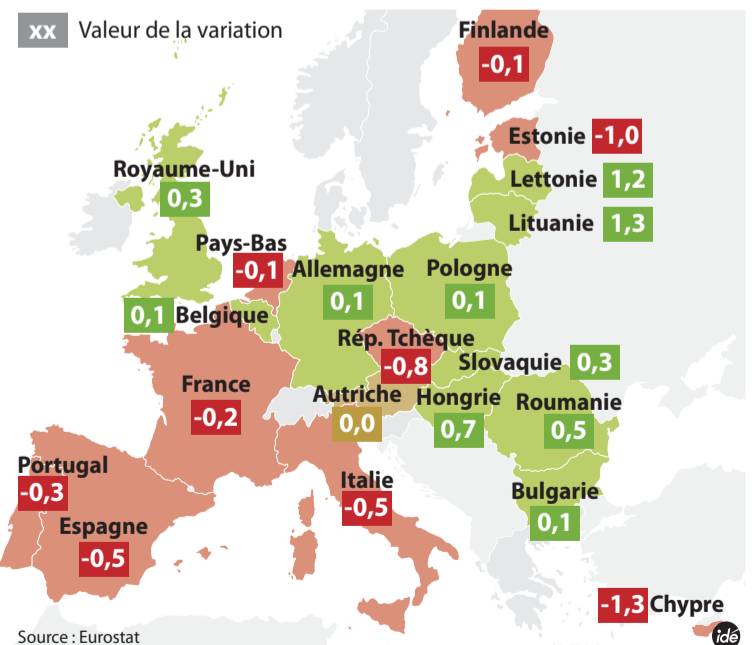 xx Valeur de la variation
Finlande
-0,1
Estonie -1,0
Lettonie 1,2
Lituanie 1,3
Royaume-Uni
0,3
Pays-Bas
-0,1
Allemagne
0,1
Pologne
0,1
0,1 Belgique
Rép. Tchèque
-0,8
Slovaquie 0,3
France
-0,2
Autriche
0,0
Hongrie
0,7
Roumanie
0,5
Portugal
-0,3
Espagne
-0,5
Italie
-0,5
Bulgarie
0,1
-1,3 Chypre
Source : Eurostat
idé